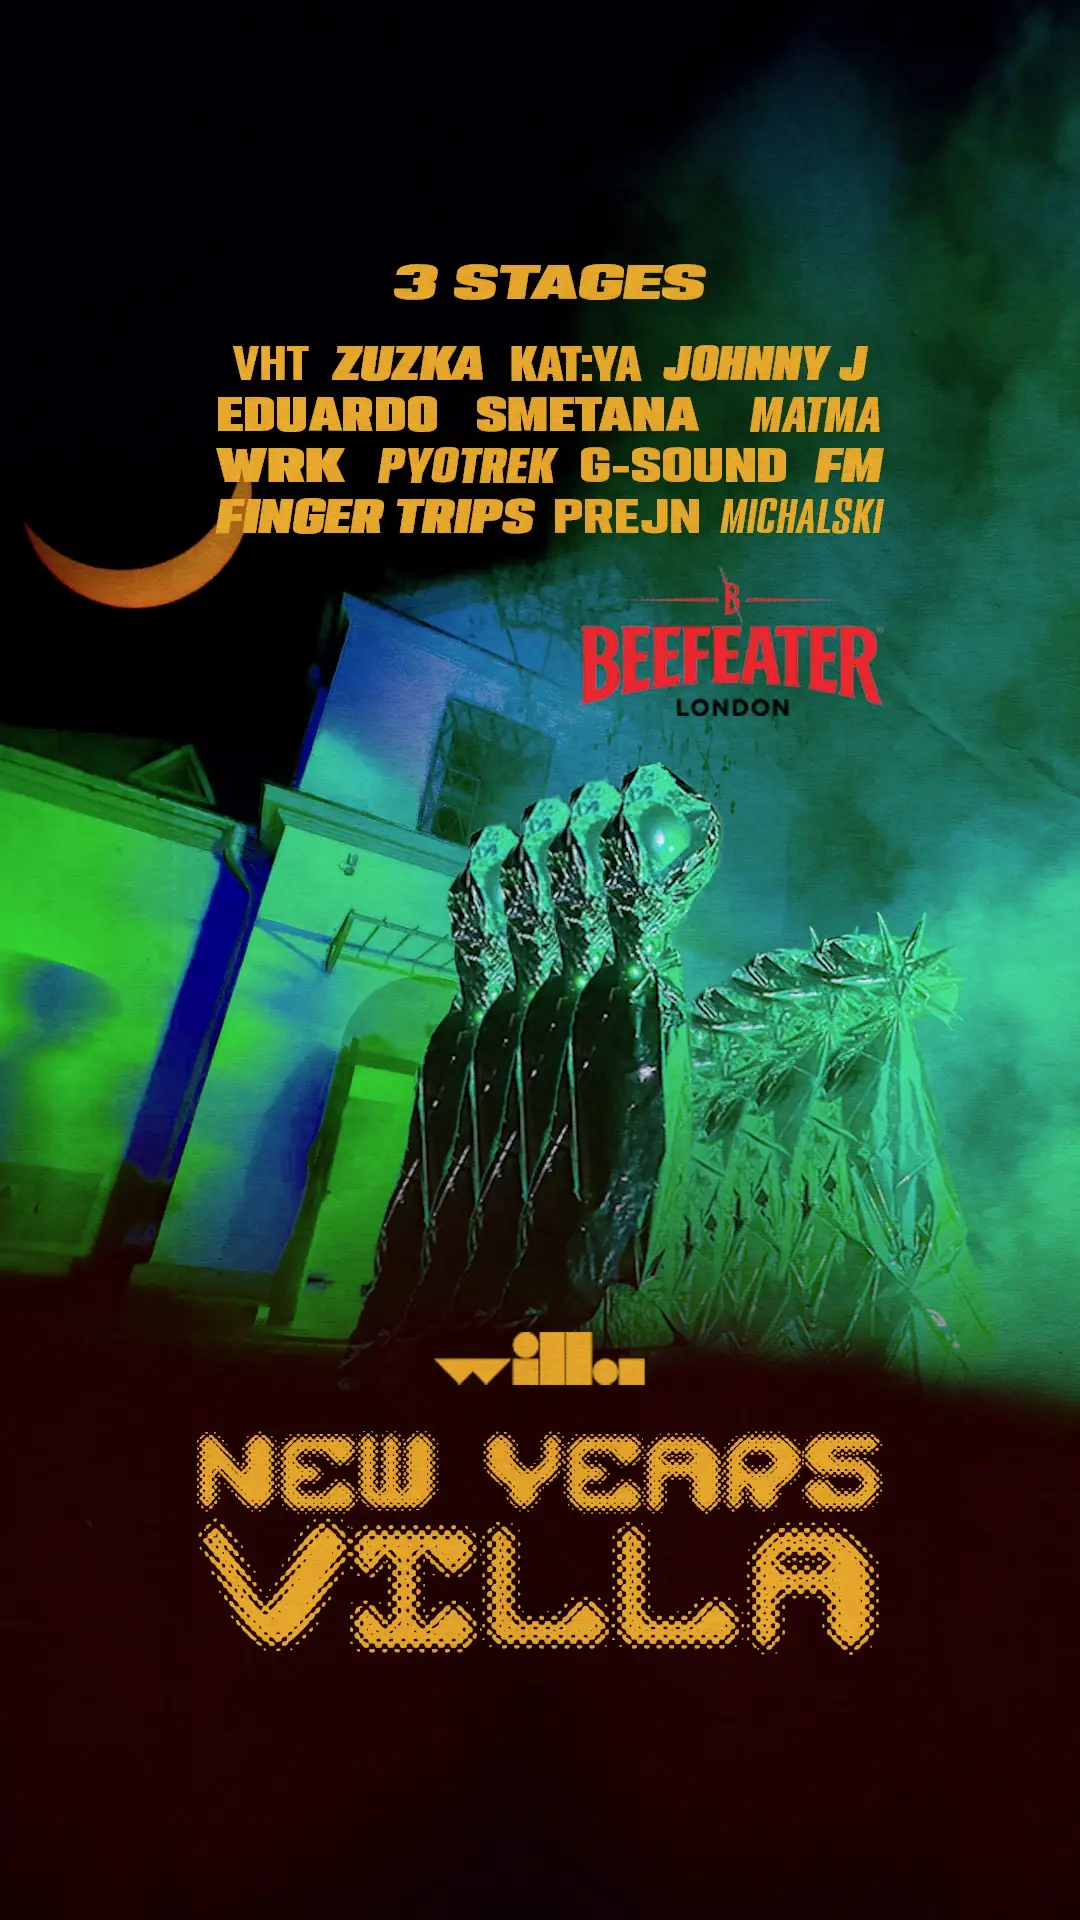 3 STAGES
VHT ZUZKA KAT:YA JOHNNY J
EDUARDO SMETANA MATMA
WRK PYOTREK G-SOUND FM
FINGER TRIPS PREJN MICHALSKI
B
BEEFEATER
LONDON
willa
NEW YEARS
VILLA